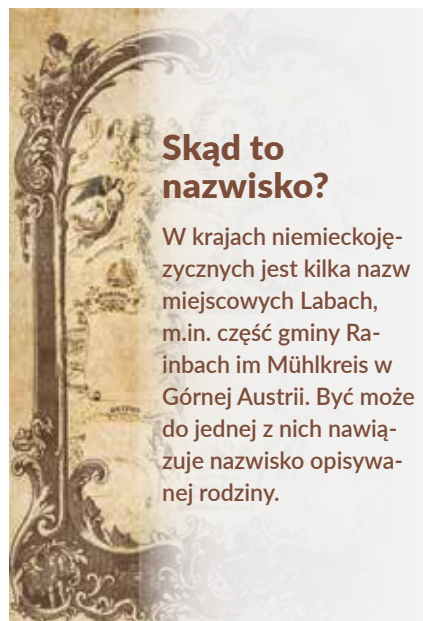 Skąd to
nazwisko?
W krajach niemieckoję-
zycznych jest kilka nazw
miejscowych Labach,
m.in. część gminy Ra-
inbach im Mühlkreis w
Górnej Austrii. Być może
do jednej z nich nawią-
zuje nazwisko opisywa-
nej rodziny.